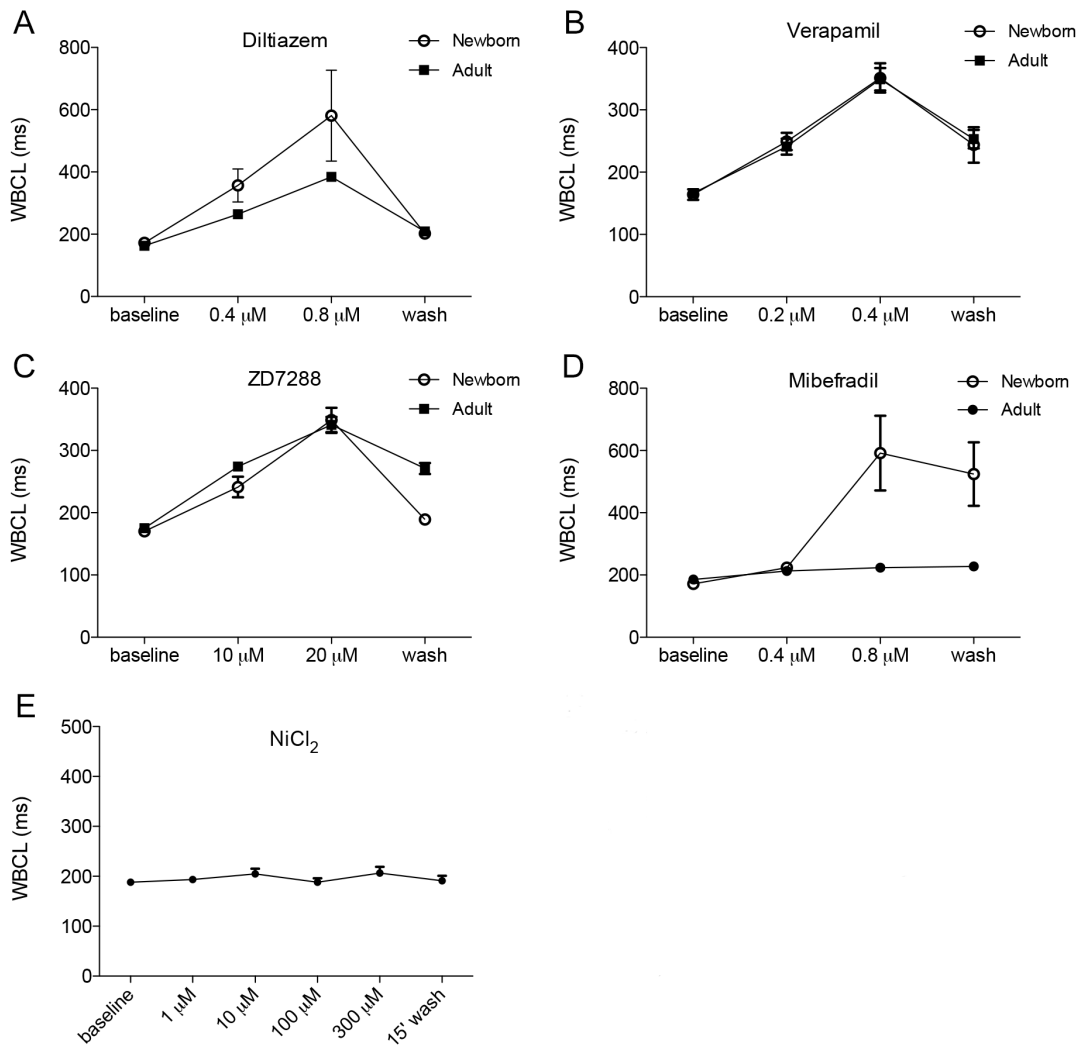 A
Diltiazem
Newborn
Adult
WBCL (ms)
800
600
400
200
0
baseline 0.4 μM 0.8 μM wash
B
Verapamil
Newborn
Adult
WBCL (ms)
400
300
200
100
0
baseline 0.2 μM 0.4 μM wash
C
ZD7288
Newborn
Adult
WBCL (ms)
400
300
200
100
0
baseline 10 μM 20 μM wash
D
Mibefradil
Newborn
Adult
WBCL (ms)
800
600
400
200
0
baseline 0.4 μM 0.8 μM wash
E
NiCl₂
WBCL (ms)
500
400
300
200
100
0
baseline 1 μM 10 μM 100 μM 300 μM 15' wash